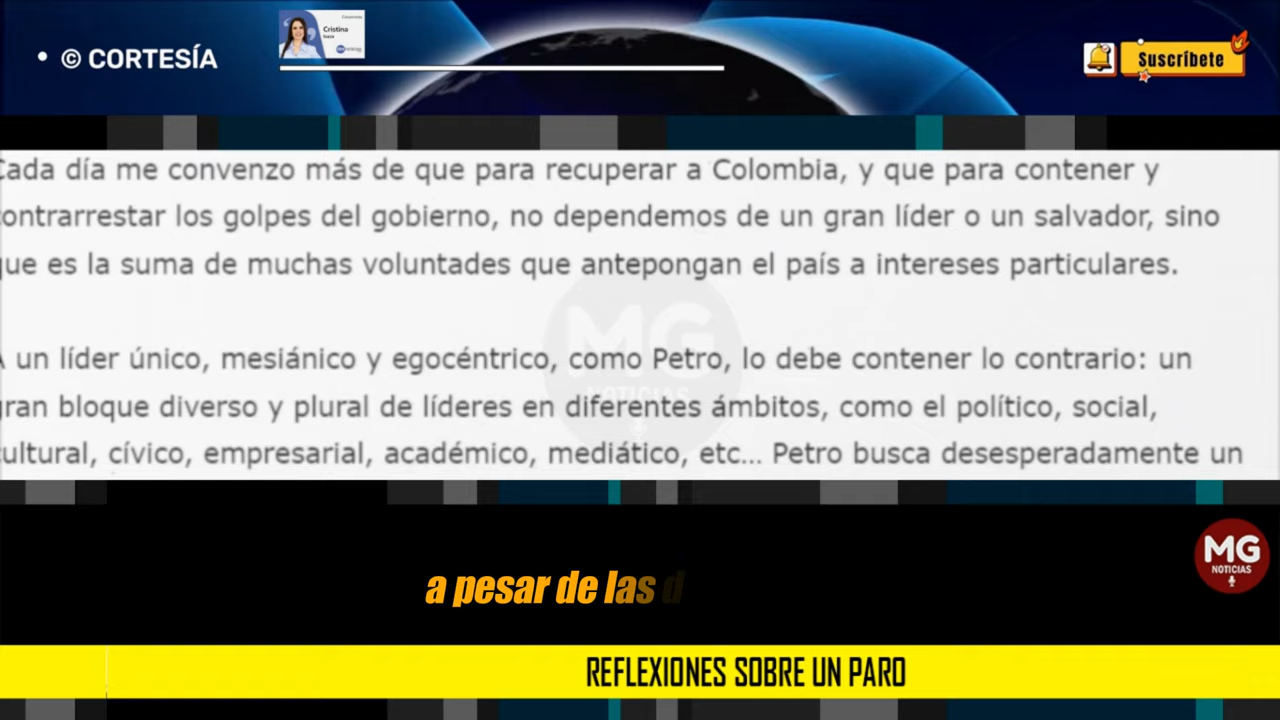 • © CORTESÍA
Cristina
Suscríbete
Cada día me convenzo más de que para recuperar a Colombia, y que para contener y
contrarrestar los golpes del gobierno, no dependemos de un gran líder o un salvador, sino
que es la suma de muchas voluntades que antepongan el país a intereses particulares.
A un líder único, mesiánico y egocéntrico, como Petro, lo debe contener lo contrario: un
gran bloque diverso y plural de líderes en diferentes ámbitos, como el político, social,
cultural, cívico, empresarial, académico, mediático, etc... Petro busca desesperadamente un
MG
NOTICIAS
a pesar de las d
MG
NOTICIAS
REFLEXIONES SOBRE UN PARO